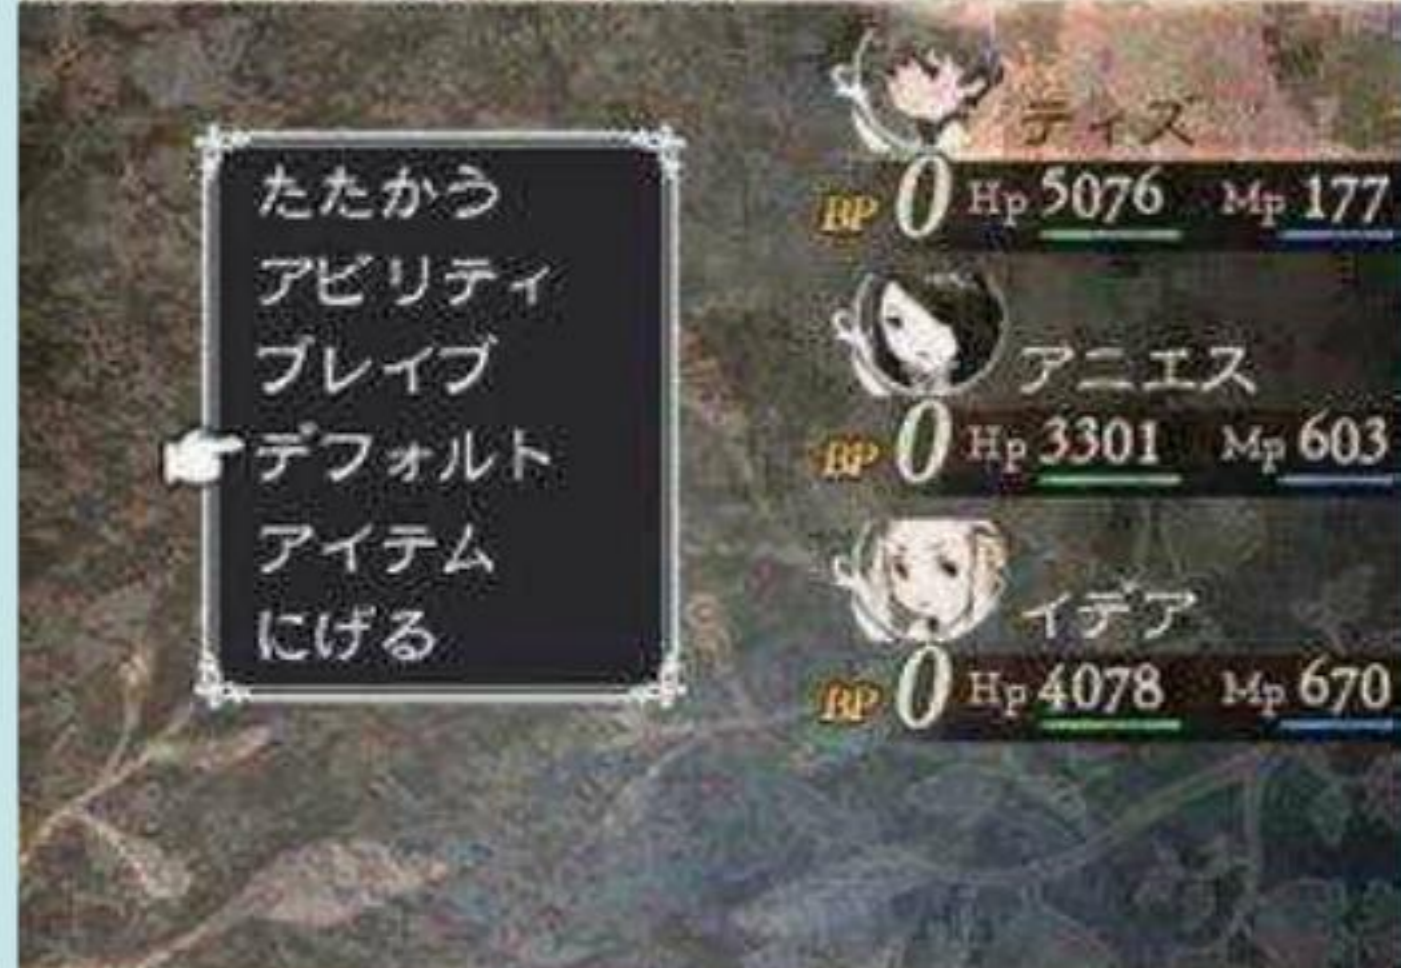 たたかう
アビリティ
ブレイブ
デフォルト
アイテム
にげる
ティズ
BP 0 Hp 5076 Mp 177
アニエス
BP 0 Hp 3301 Mp 603
イデア
BP 0 Hp 4078 Mp 670